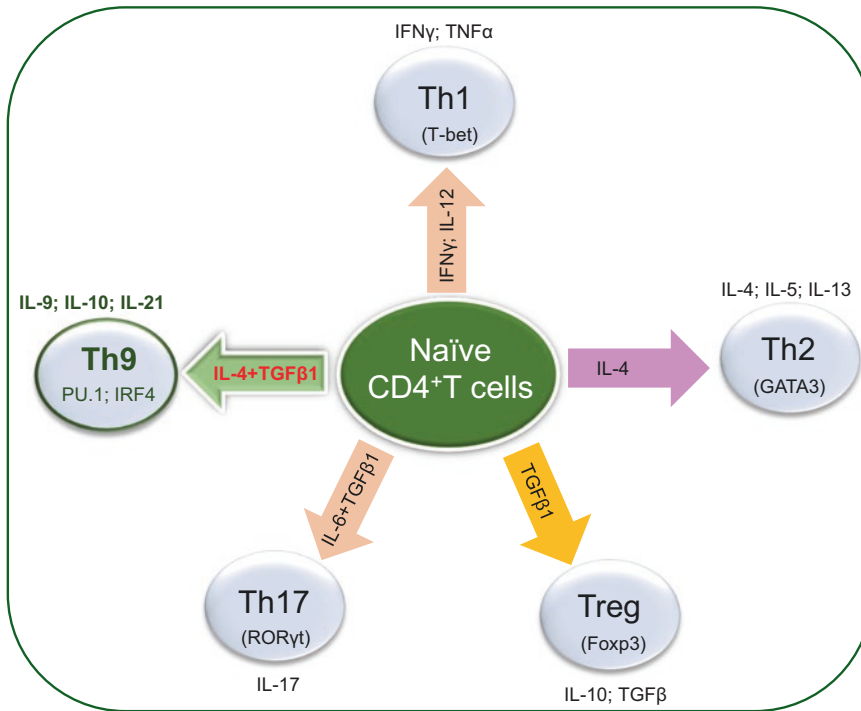 IFNγ; TNFα
Th1
(T-bet)
IFNγ; IL-12
IL-9; IL-10; IL-21
Th9
PU.1; IRF4
IL-4+TGFβ1
Naïve
CD4⁺T cells
IL-4
IL-4; IL-5; IL-13
Th2
(GATA3)
IL-6+TGFβ1
TGFβ1
Th17
(RORγt)
IL-17
Treg
(Foxp3)
IL-10; TGFβ